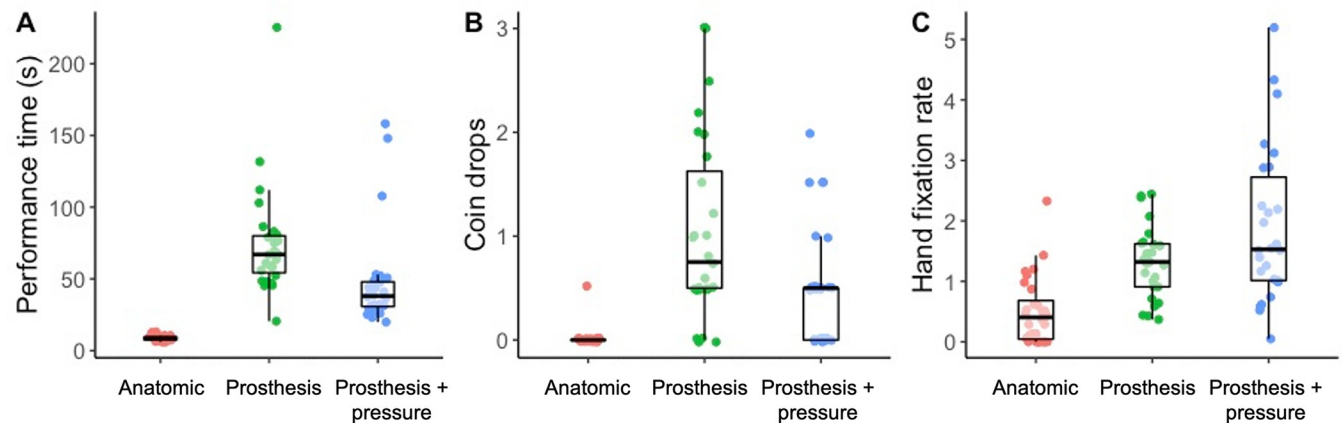 A
Performance time (s)
200
150
100
50
0
Anatomic
Prosthesis
Prosthesis +
pressure
B
Coin drops
3
2
1
0
Anatomic
Prosthesis
Prosthesis +
pressure
C
Hand fixation rate
5
4
3
2
1
0
Anatomic
Prosthesis
Prosthesis +
pressure